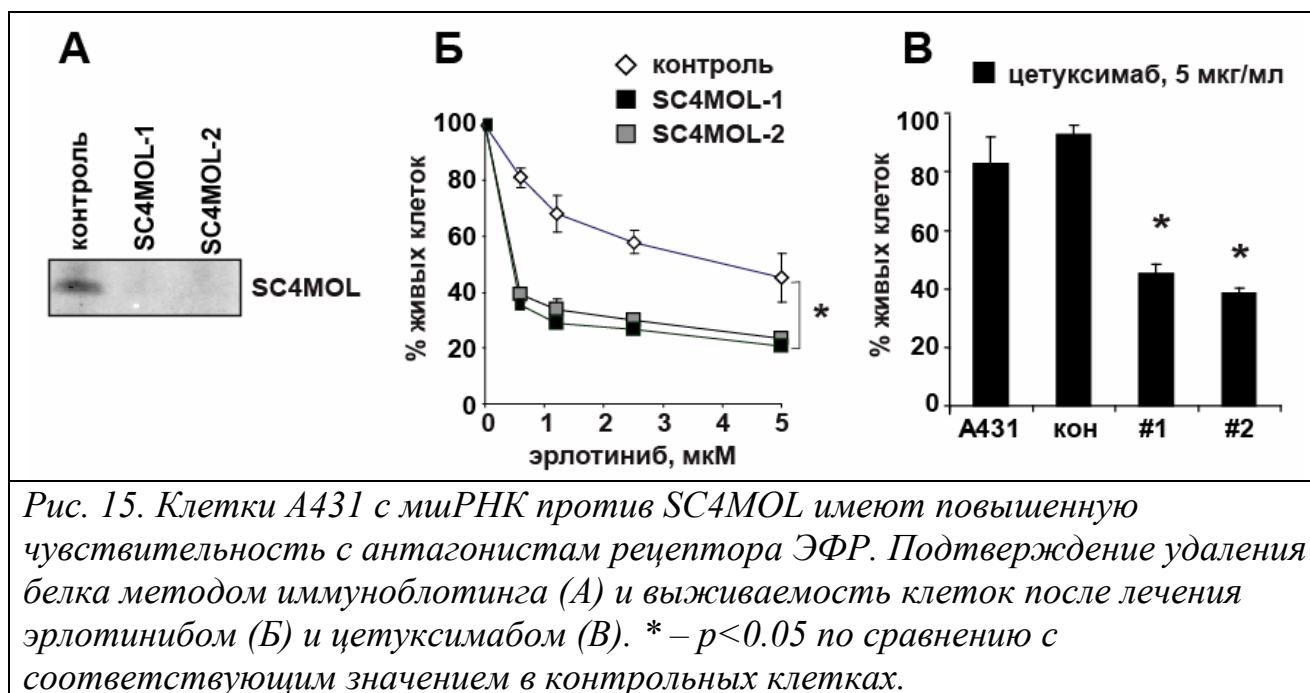 А
контроль
SC4MOL-1
SC4MOL-2
SC4MOL
Б
контроль
SC4MOL-1
SC4MOL-2
% живых клеток
100
80
60
40
20
0
0 1 2 3 4 5
эрлотиниб, мкМ
*
В
цетуксимаб, 5 мкг/мл
% живых клеток
100
80
60
40
20
0
* *
A431 кон #1 #2
Рис. 15. Клетки А431 с миРНК против SC4MOL имеют повышенную
чувствительность с антагонистам рецептора ЭФР. Подтверждение удаления
белка методом иммуноблотинга (А) и выживаемость клеток после лечения
эрлотинибом (Б) и цетуксимабом (В). * – p<0.05 по сравнению с
соответствующим значением в контрольных клетках.